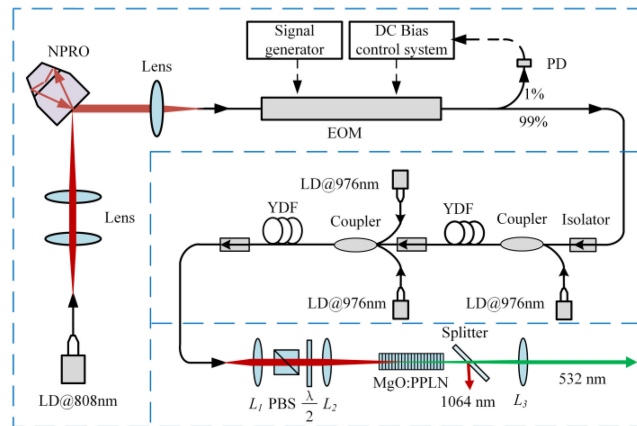 NPRO
Lens
Signal
generator
DC Bias
control system
PD
1%
99%
EOM
Lens
LD@976nm
YDF
Coupler
YDF
Coupler
Isolator
LD@976nm
LD@976nm
LD@808nm
L1 PBS λ/2 L2
MgO:PPLN
Splitter
1064 nm
L3
532 nm